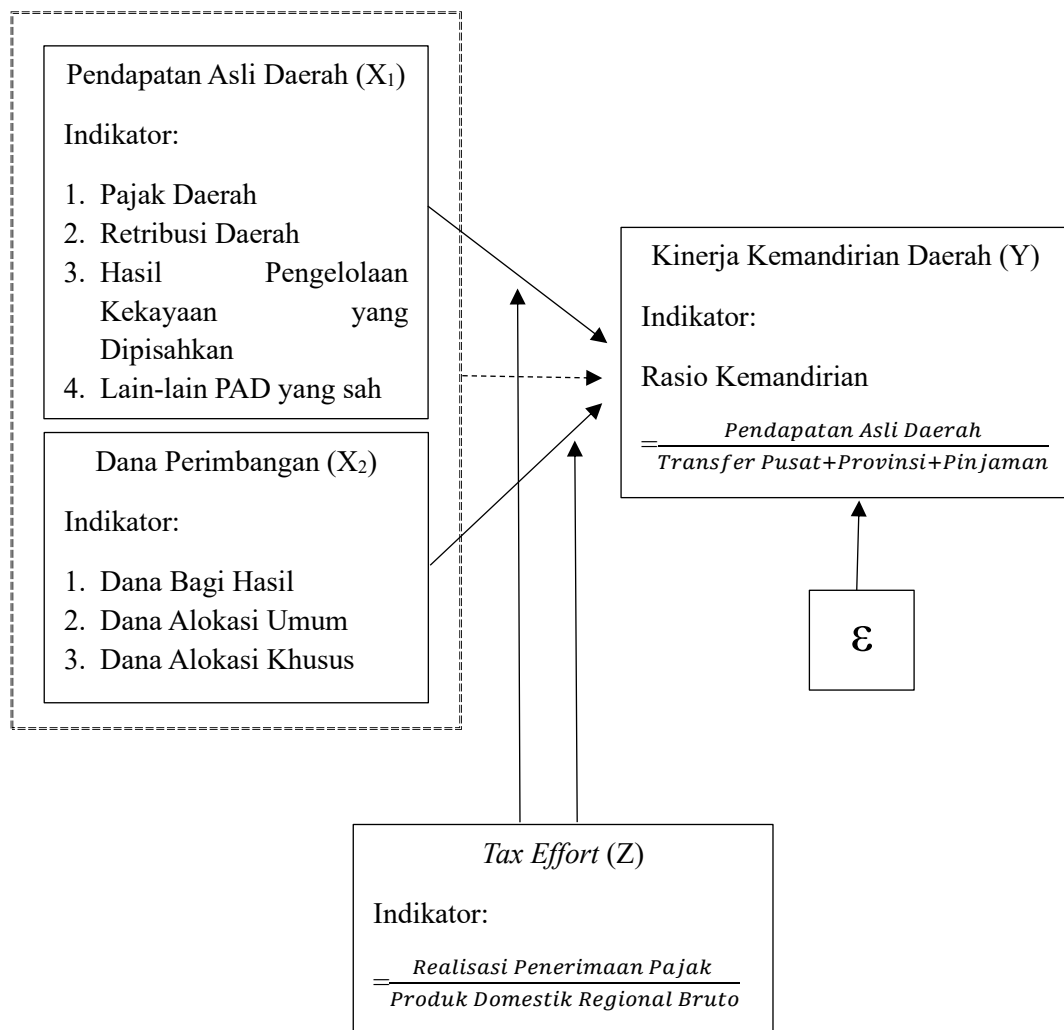 Pendapatan Asli Daerah (X₁)
Indikator:
1. Pajak Daerah
2. Retribusi Daerah
3. Hasil Pengelolaan
Kekayaan yang
Dipisahkan
4. Lain-lain PAD yang sah
Dana Perimbangan (X₂)
Indikator:
1. Dana Bagi Hasil
2. Dana Alokasi Umum
3. Dana Alokasi Khusus
Kinerja Kemandirian Daerah (Y)
Indikator:
Rasio Kemandirian
Pendapatan Asli Daerah
=
Transfer Pusat+Provinsi+Pinjaman
ε
Tax Effort (Z)
Indikator:
Realisasi Penerimaan Pajak
=
Produk Domestik Regional Bruto